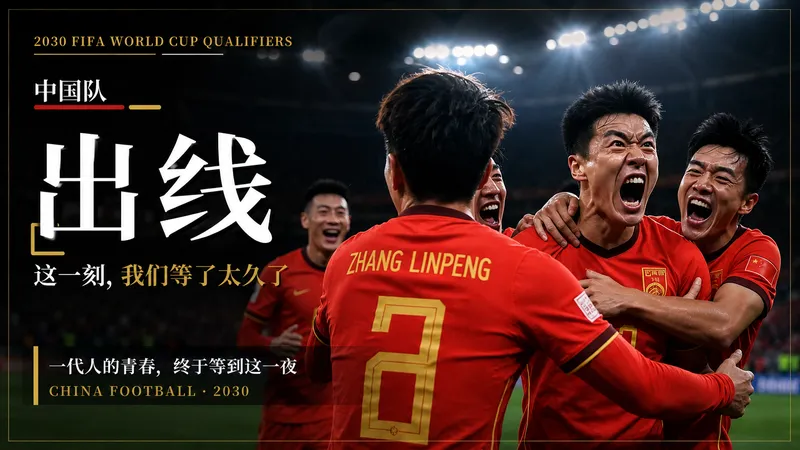 2030 FIFA WORLD CUP QUALIFIERS
中国队
出线
这一刻, 我们等了太久了
一代人的青春，终于等到这一夜
CHINA FOOTBALL · 2030
ZHANG LINPENG
2